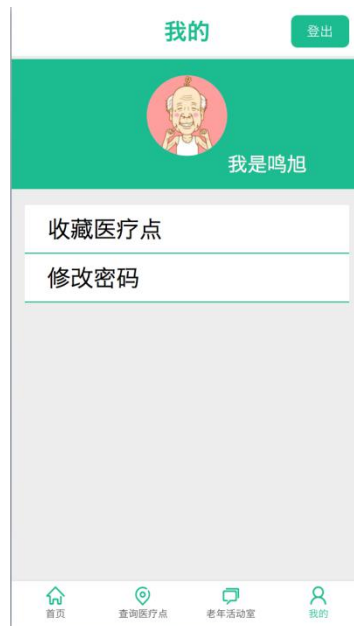 我的
登出
我是鸣旭
收藏医疗点
修改密码
首页
查询医疗点
老年活动室
我的